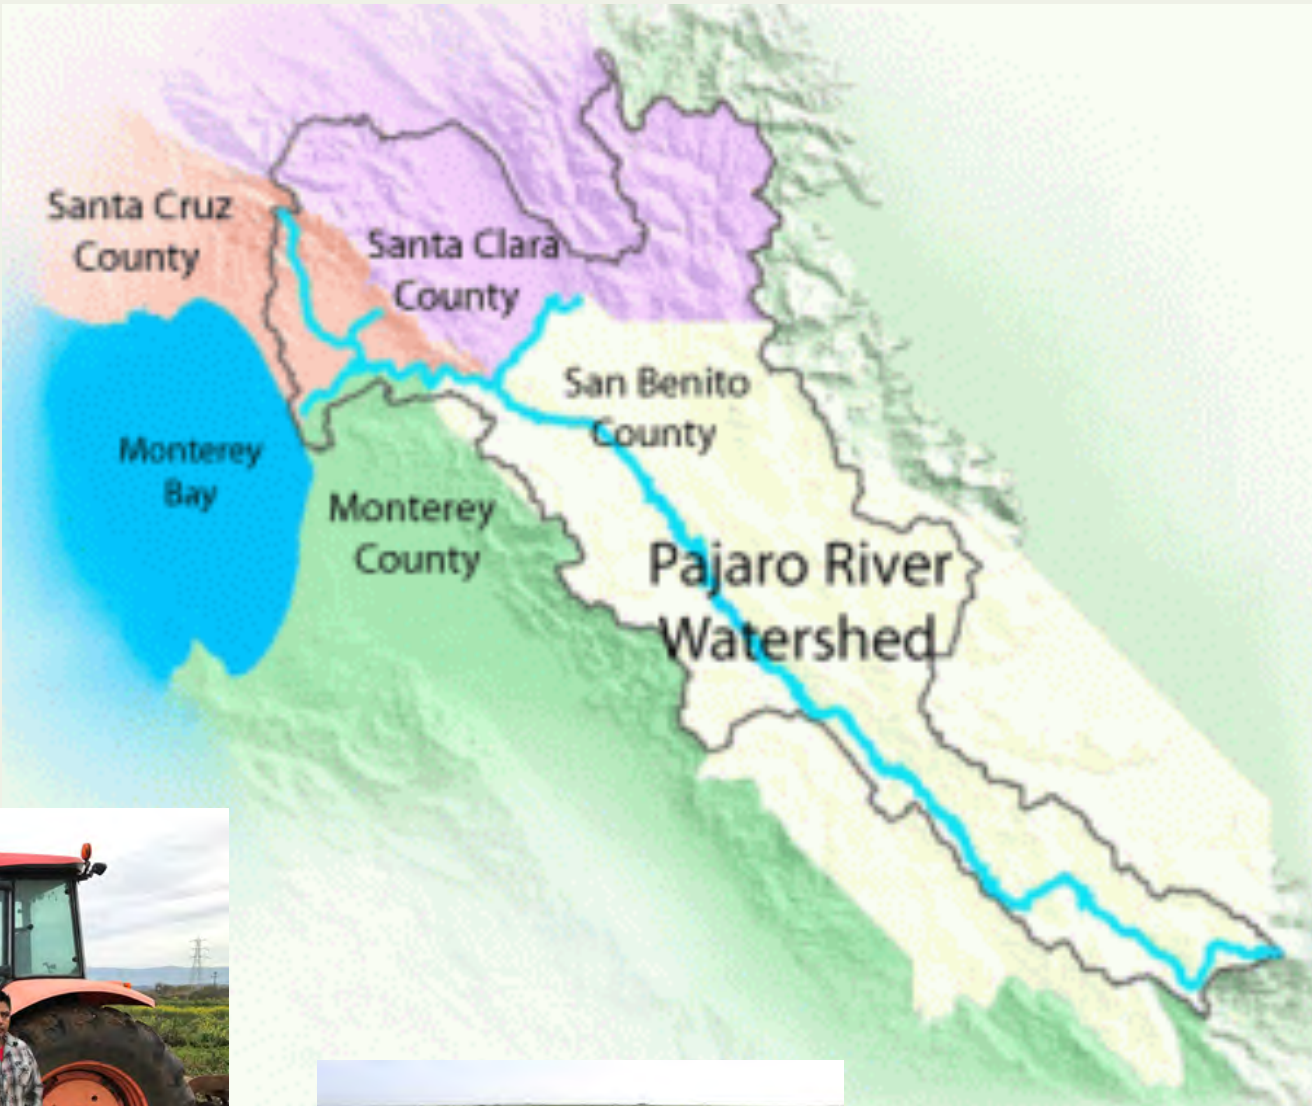 Santa Cruz
County
Santa Clara
County
San Benito
County
Monterey
Bay
Monterey
County
Pajaro River
Watershed